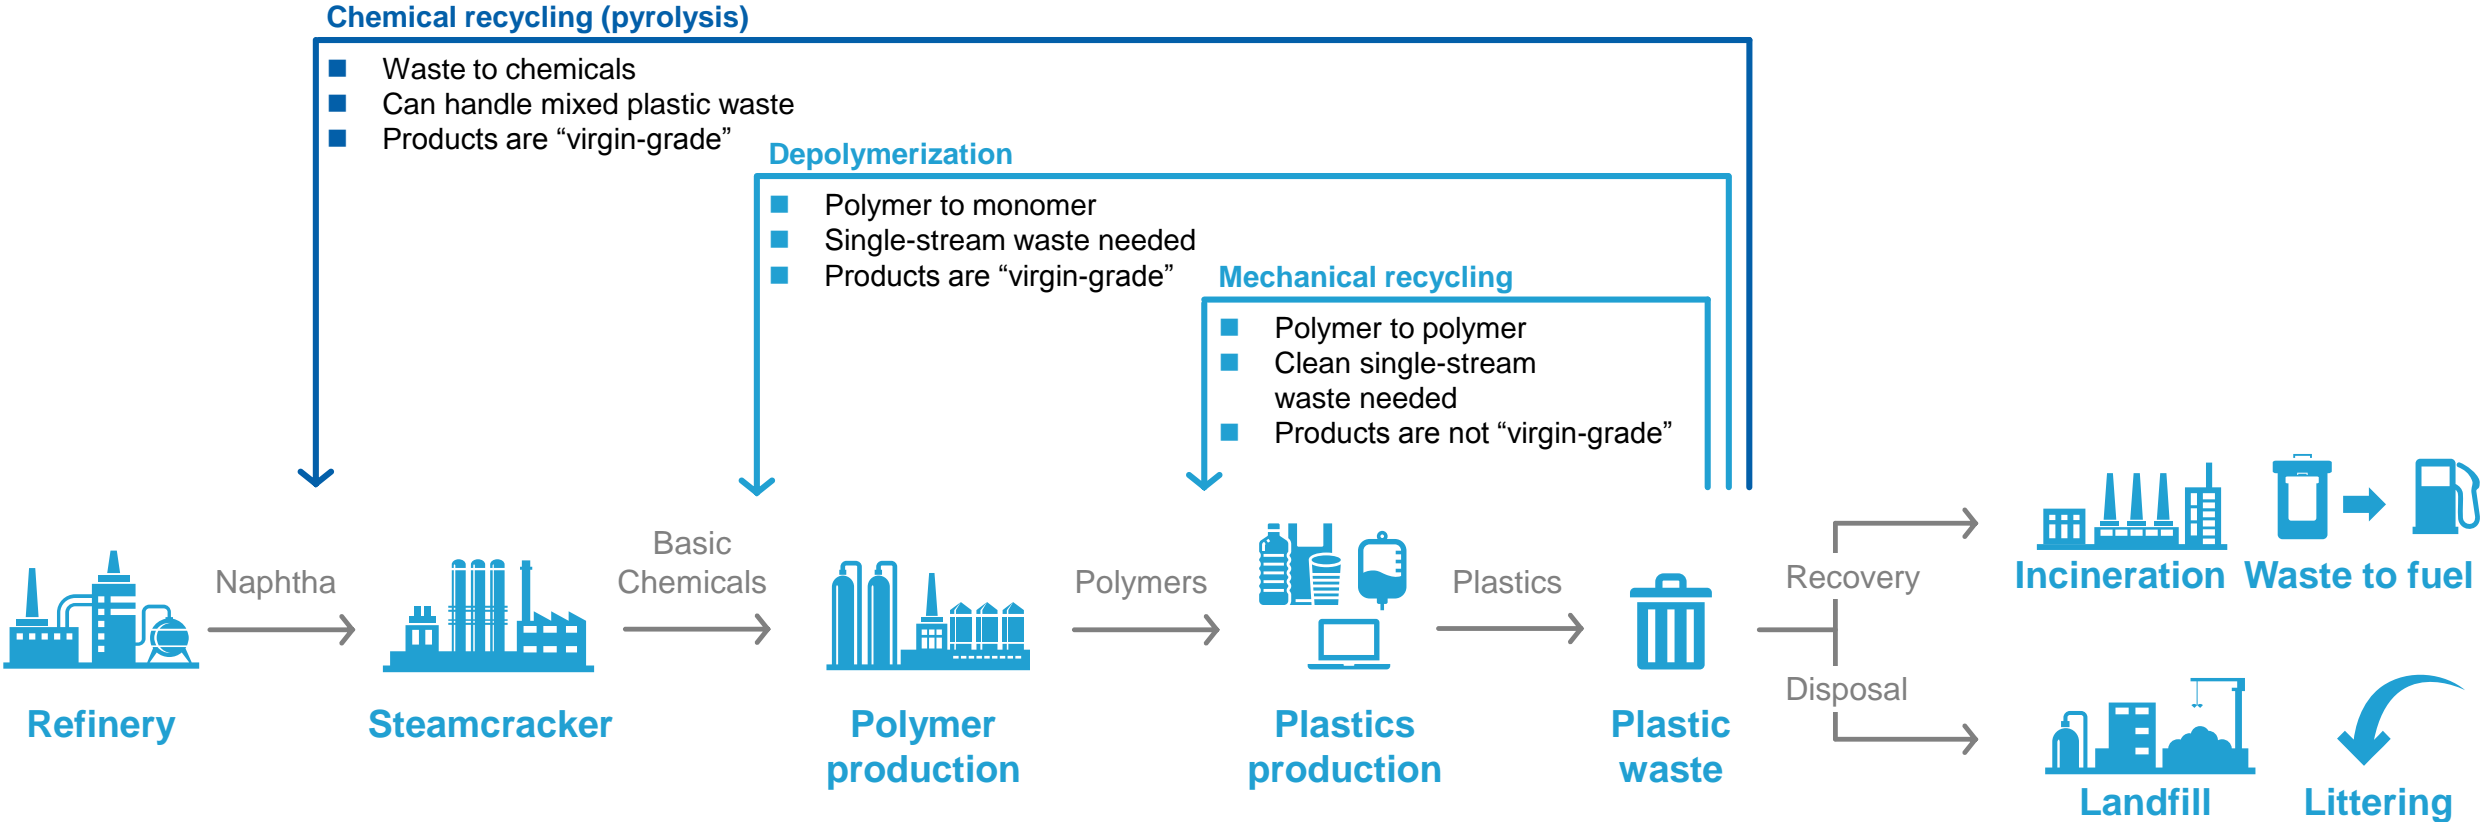 Chemical recycling (pyrolysis)
Waste to chemicals
Can handle mixed plastic waste
Products are “virgin-grade”
Depolymerization
Polymer to monomer
Single-stream waste needed
Products are “virgin-grade”
Mechanical recycling
Polymer to polymer
Clean single-stream
waste needed
Products are not “virgin-grade”
Naphtha
Basic
Chemicals
Polymers
Plastics
Recovery
Disposal
Refinery
Steamcracker
Polymer
production
Plastics
production
Plastic
waste
Incineration
Waste to fuel
Landfill
Littering